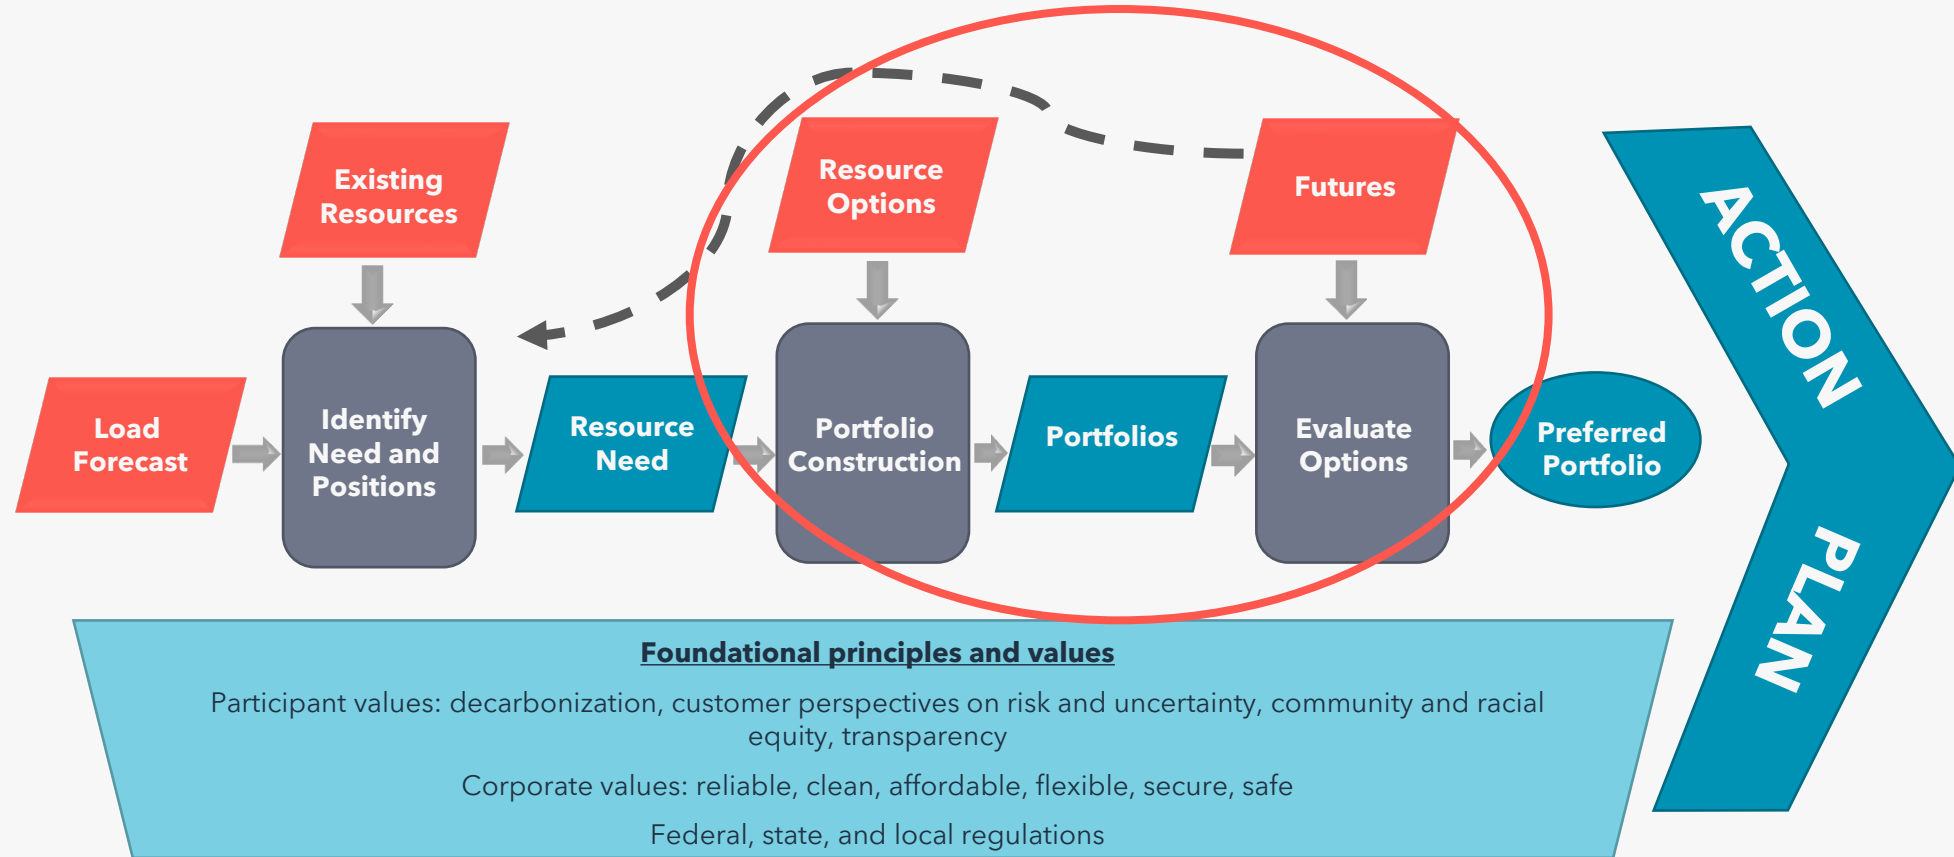 Existing
Resources
Resource
Options
Futures
Load
Forecast
Identify
Need and
Positions
Resource
Need
Portfolio
Construction
Portfolios
Evaluate
Options
Preferred
Portfolio
ACTION
PLAN
Foundational principles and values
Participant values: decarbonization, customer perspectives on risk and uncertainty, community and racial
equity, transparency
Corporate values: reliable, clean, affordable, flexible, secure, safe
Federal, state, and local regulations